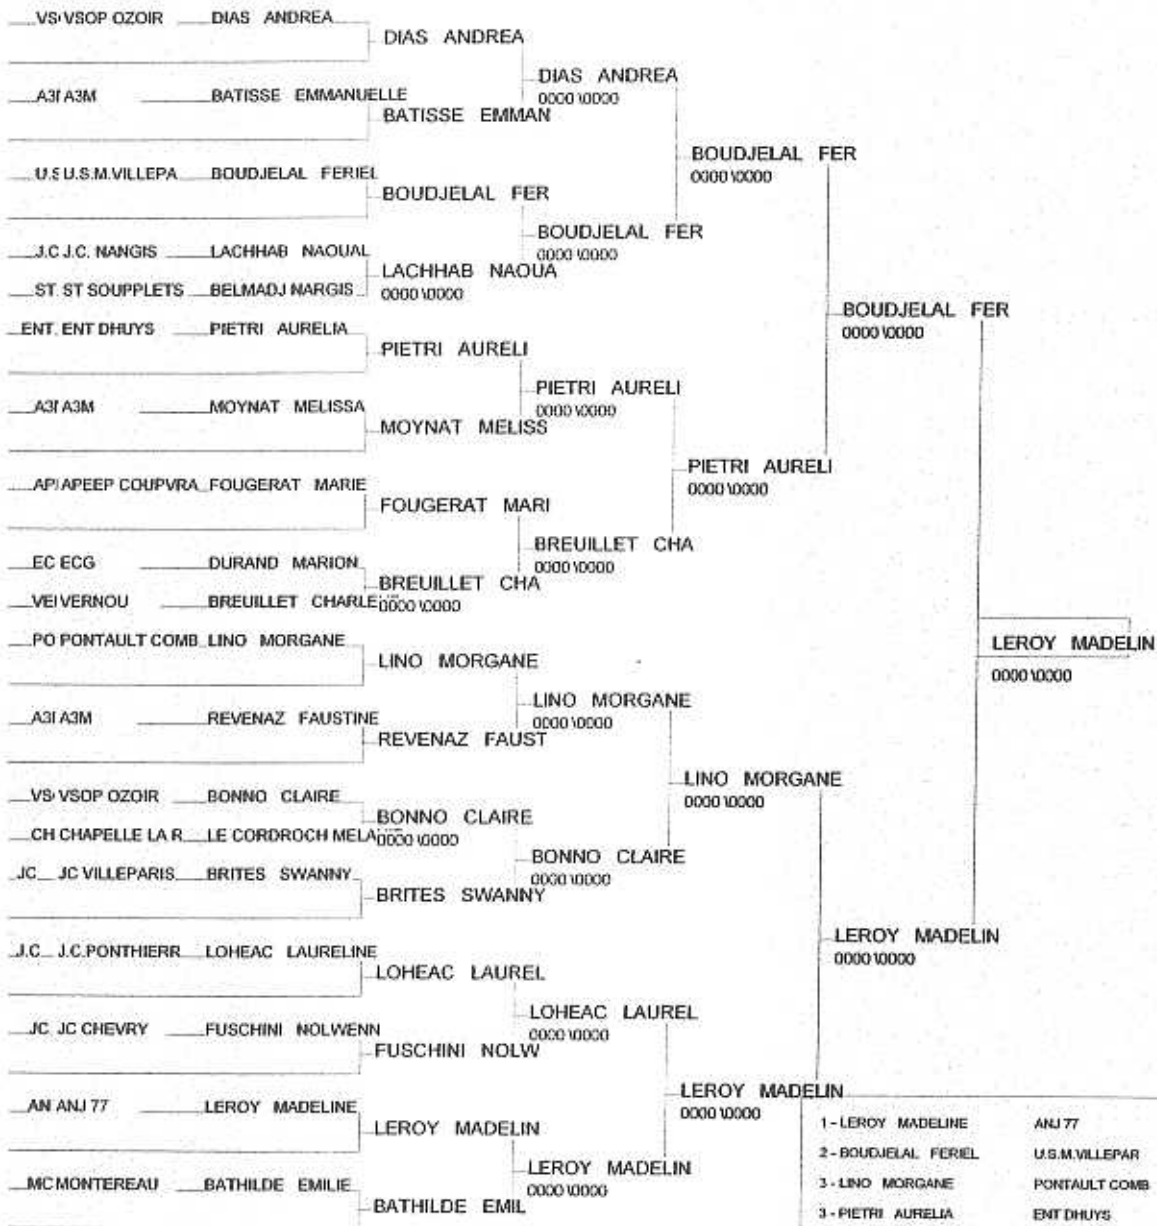 VS VSOP OZOIR DIAS ANDREA
DIAS ANDREA
DIAS ANDREA
0000 \0000
A3I A3M BATISSE EMMANUELLE
BATISSE EMMAN
BOUDJELAL FER
0000 \0000
U.S U.S.M.VILLEPA BOUDJELAL FERIEL
BOUDJELAL FER
BOUDJELAL FER
0000 \0000
J.C J.C. NANGIS LACHHAB NAOUAL
LACHHAB NAOUA
0000 \0000
ST ST SOUPPLETS BELMADJ NARGIS
BOUDJELAL FER
0000 \0000
ENT. ENT DHUYS PIETRI AURELIA
PIETRI AURELI
PIETRI AURELI
0000 \0000
A3I A3M MOYNAT MELISSA
MOYNAT MELISS
PIETRI AURELI
0000 \0000
API APEEP COUPVRA FOUGERAT MARIE
FOUGERAT MARI
BREUILLET CHA
0000 \0000
EC ECG DURAND MARION
BREUILLET CHA
0000 \0000
VEI VERNOU BREUILLET CHARLE
PO PONTAULT COMB LINO MORGANE
LEROY MADELIN
0000 \0000
LINO MORGANE
LINO MORGANE
0000 \0000
A3I A3M REVENAZ FAUSTINE
REVENAZ FAUST
LINO MORGANE
0000 \0000
VS VSOP OZOIR BONNO CLAIRE
BONNO CLAIRE
0000 \0000
CH CHAPELLE LA R LE CORDROCH MELA
BONNO CLAIRE
0000 \0000
JC JC VILLEPARIS BRITES SWANNY
BRITES SWANNY
LEROY MADELIN
0000 \0000
J.C J.C.PONTHIERR LOHEAC LAURELINE
LOHEAC LAUREL
LOHEAC LAUREL
0000 \0000
JC JC CHEVRY FUSCHINI NOLWENN
FUSCHINI NOLW
LEROY MADELIN
0000 \0000
AN ANJ 77 LEROY MADELINE
LEROY MADELIN
LEROY MADELIN
0000 \0000
MC MONTEREAU BATHILDE EMILIE
BATHILDE EMIL
1 - LEROY MADELINE ANJ 77
2 - BOUDJELAL FERIEL U.S.M.VILLEPAR
3 - LINO MORGANE PONTAULT COMB
3 - PIETRI AURELIA ENT DHUYS